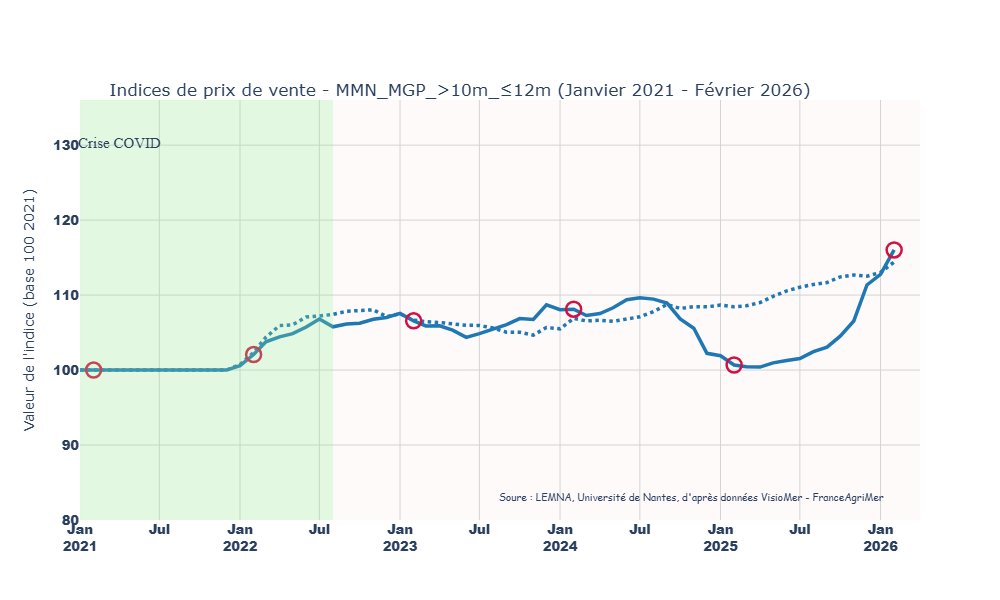 Indices de prix de vente - MMN_MGP_>10m_≤12m (Janvier 2021 - Février 2026)
Crise COVID
Valeur de l'indice (base 100 2021)
130
120
110
100
90
80
Soure : LEMNA, Université de Nantes, d'après données VisioMer - FranceAgriMer
Jan Jul Jan Jul Jan Jul Jan Jul Jan Jul Jan
2021 2022 2023 2024 2025 2026